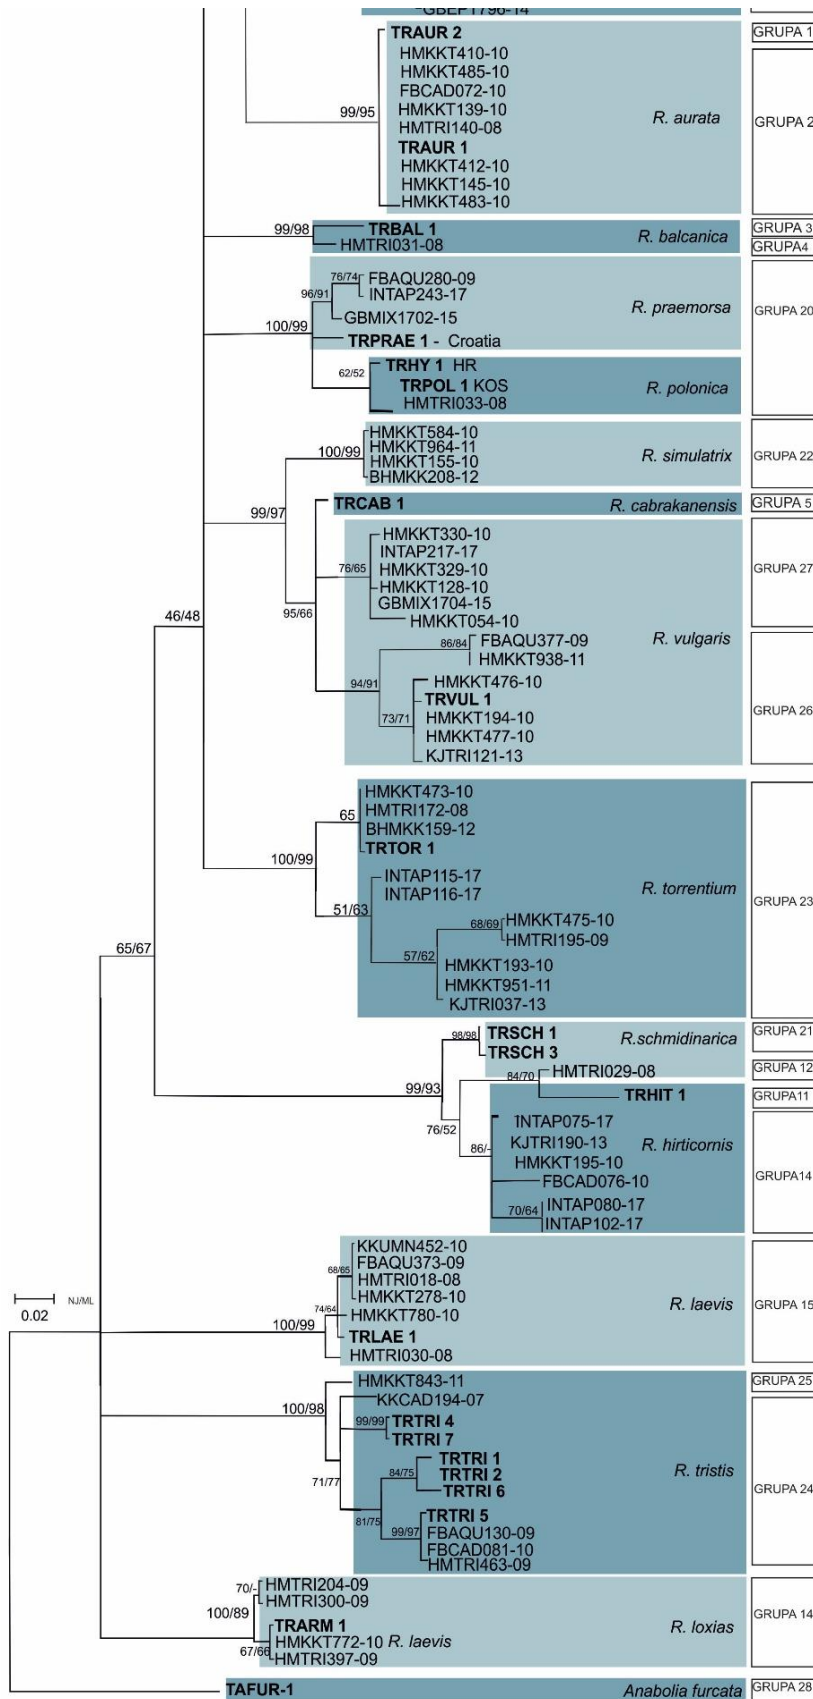 GBEPT796-14
TRAUR 2
GRUPA 1
HMKKT410-10
HMKKT485-10
FBCAD072-10
99/95
HMKKT139-10
R. aurata
GRUPA 2
HMTRI140-08
TRAUR 1
HMKKT412-10
HMKKT145-10
HMKKT483-10
99/98
TRBAL 1
R. balcanica
GRUPA 3
HMTRI031-08
GRUPA4
76/74
FBAQU280-09
96/91
INTAP243-17
R. praemorsa
GRUPA 20
GBMIX1702-15
100/99
TRPRAE 1 - Croatia
62/52
TRHY 1 HR
TRPOL 1 KOS
R. polonica
HMTRI033-08
HMKKT584-10
100/99
HMKKT964-11
R. simulatrix
GRUPA 22
HMKKT155-10
BHMKK208-12
99/97
TRCAB 1
R. cabrakanensis
GRUPA 5
HMKKT330-10
INTAP217-17
76/65
HMKKT329-10
GRUPA 27
HMKKT128-10
GBMIX1704-15
46/48
95/66
HMKKT054-10
R. vulgaris
86/84
FBAQU377-09
HMKKT938-11
94/91
HMKKT476-10
TRVUL 1
73/71
HMKKT194-10
GRUPA 26
HMKKT477-10
KJTRI121-13
HMKKT473-10
65
HMTRI172-08
BHMKK159-12
100/99
TRTOR 1
INTAP115-17
INTAP116-17
R. torrentium
GRUPA 23
51/63
68/69
HMKKT475-10
HMTRI195-09
65/67
57/62
HMKKT193-10
HMKKT951-11
KJTRI037-13
98/98
TRSCH 1
R.schmidinarica
GRUPA 21
TRSCH 3
84/70
HMTRI029-08
GRUPA 12
99/93
TRHIT 1
GRUPA11
76/52
INTAP075-17
86/-
KJTRI190-13
R. hirticornis
HMKKT195-10
GRUPA14
FBCAD076-10
70/64
INTAP080-17
INTAP102-17
KKUMN452-10
68/65
FBAQU373-09
HMTRI018-08
0.02
NJ/ML
HMKKT278-10
R. laevis
GRUPA 15
74/64
HMKKT780-10
100/99
TRLAE 1
HMTRI030-08
HMKKT843-11
GRUPA 25
KKCAD194-07
100/98
99/99
TRTRI 4
TRTRI 7
TRTRI 1
71/77
84/75
TRTRI 2
R. tristis
GRUPA 24
TRTRI 6
81/75
TRTRI 5
99/97
FBAQU130-09
FBCAD081-10
HMTRI463-09
70/-
HMTRI204-09
HMTRI300-09
100/89
TRARM 1
R. loxias
GRUPA 14
HMKKT772-10 R. laevis
67/66
HMTRI397-09
TAFUR-1
Anabolia furcata
GRUPA 28